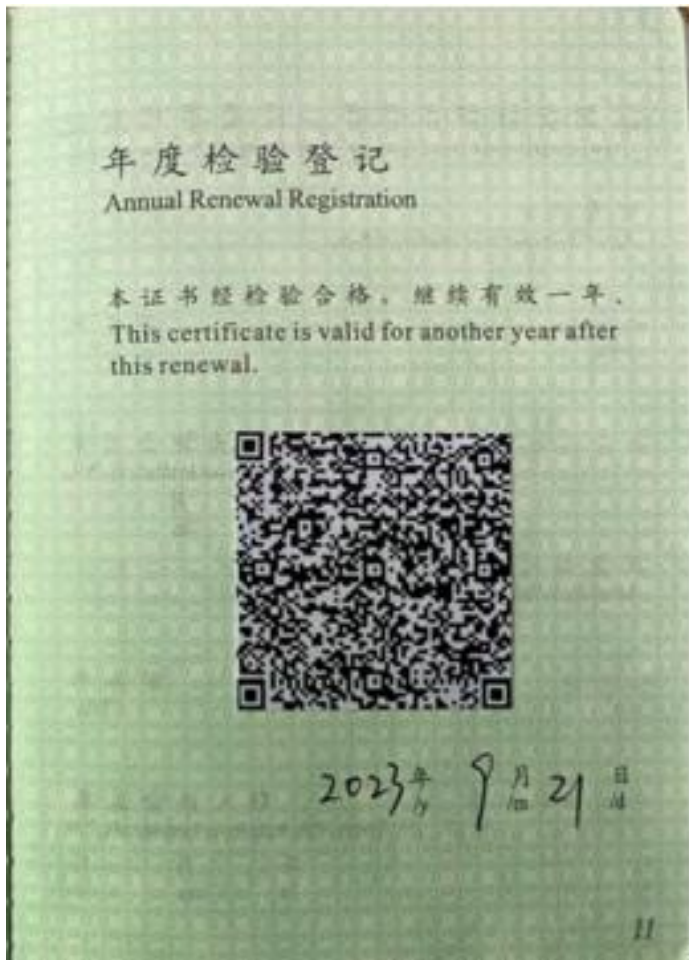 年度检验登记
Annual Renewal Registration
本证书经检验合格，继续有效一年。
This certificate is valid for another year after
this renewal.
2023年 9月 21日
/y /m /d
11